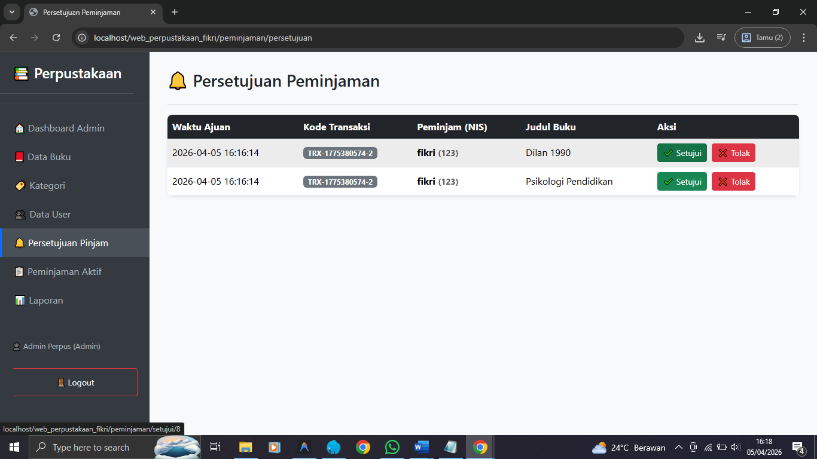 Persetujuan Peminjaman
localhost/web_perpustakaan_fikri/peminjaman/persetujuan
Tamu (2)
Perpustakaan
Dashboard Admin
Data Buku
Kategori
Data User
Persetujuan Pinjam
Peminjaman Aktif
Laporan
Admin Perpus (Admin)
Logout
Persetujuan Peminjaman
Waktu Ajuan Kode Transaksi Peminjam (NIS) Judul Buku Aksi
2026-04-05 16:16:14 TRX-1775380574-2 fikri (123) Dilan 1990 Setujui Tolak
2026-04-05 16:16:14 TRX-1775380574-2 fikri (123) Psikologi Pendidikan Setujui Tolak
localhost/web_perpustakaan_fikri/peminjaman/setujui/8
Type here to search
24°C Berawan
16:18
05/04/2026
4